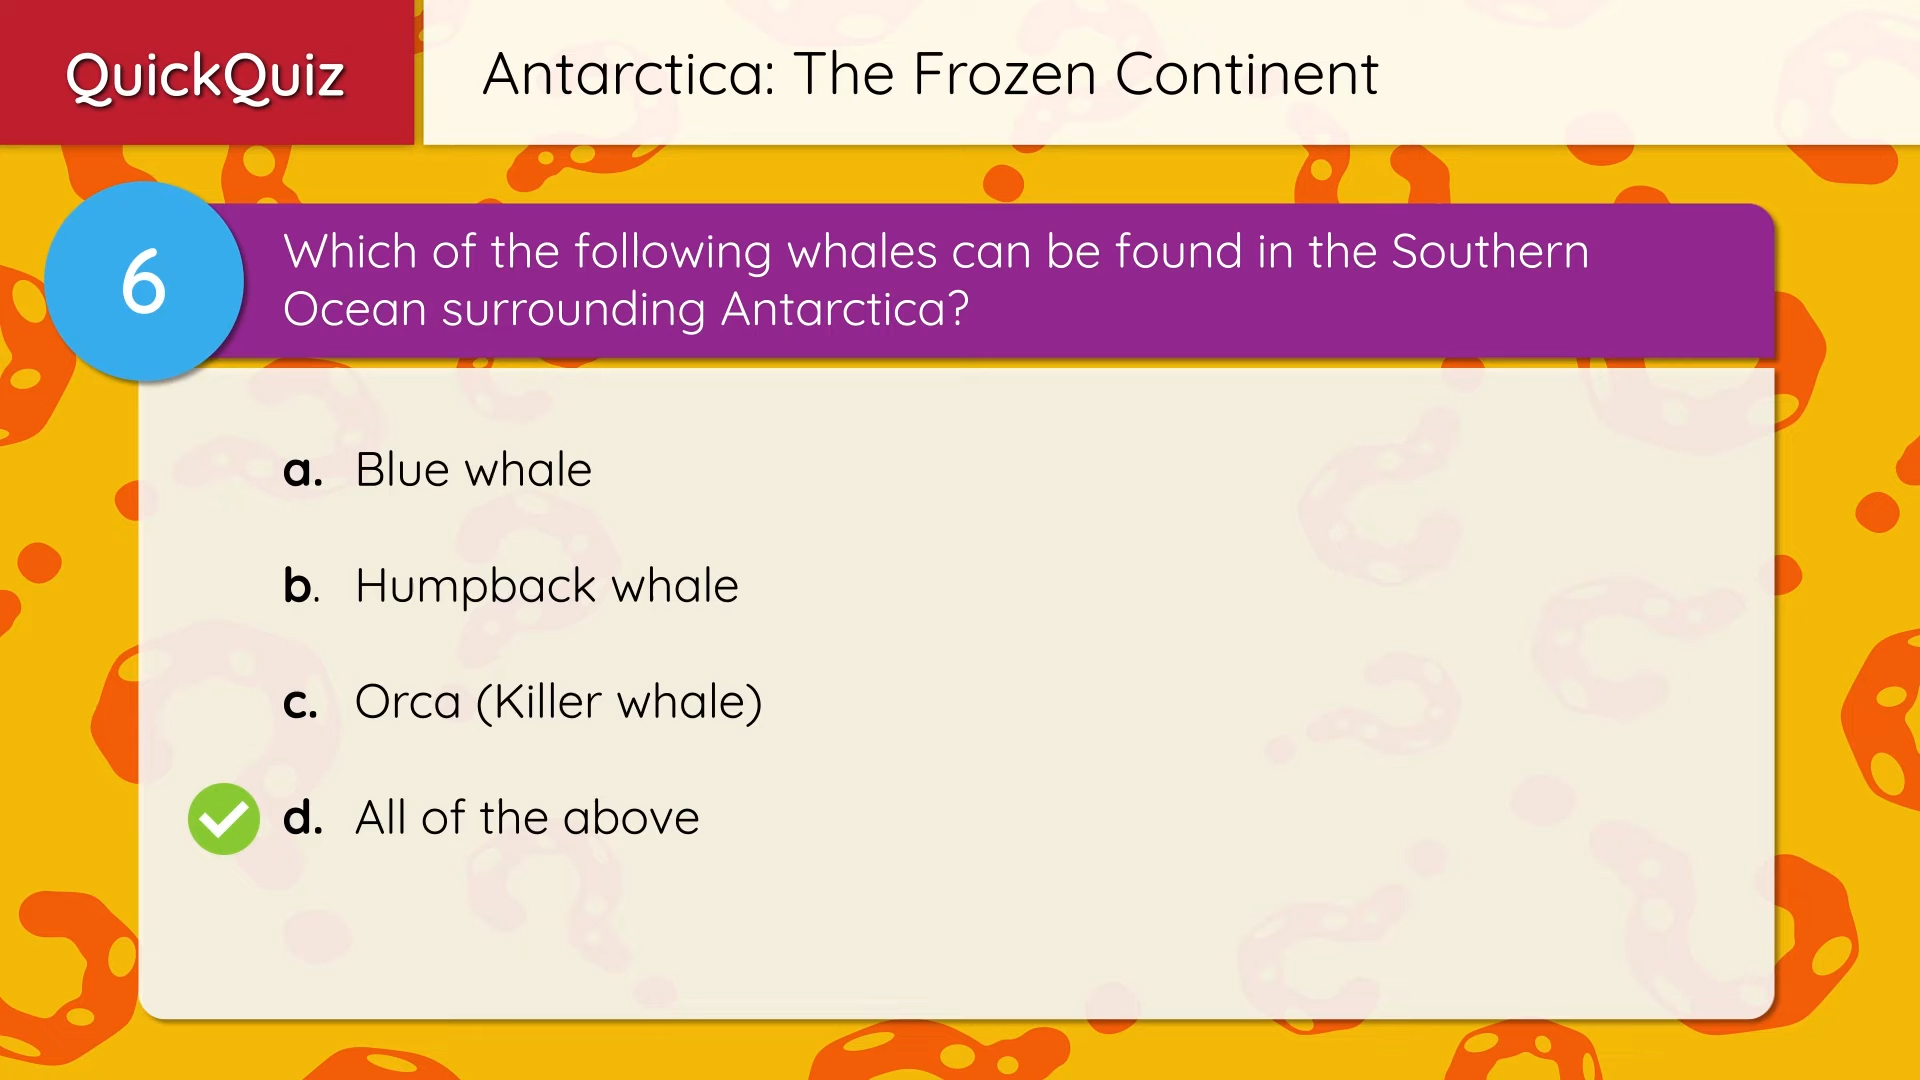 QuickQuiz
Antarctica: The Frozen Continent
6
Which of the following whales can be found in the Southern
Ocean surrounding Antarctica?
a. Blue whale
b. Humpback whale
c. Orca (Killer whale)
d. All of the above